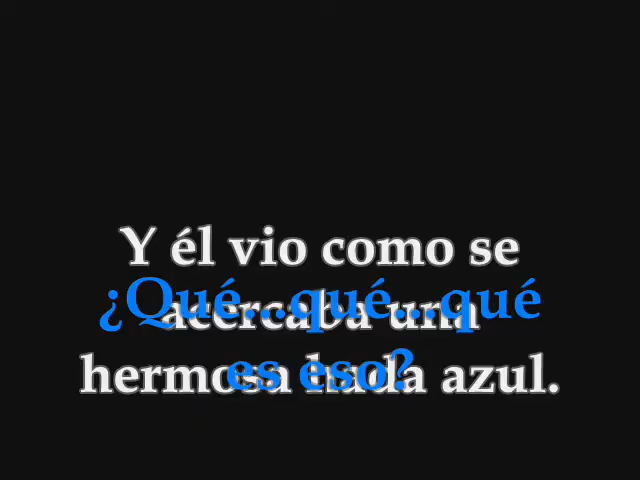 Y él vio como se
¿Qué...qué...qué
acercaba una
es eso?
hermosa hada azul.